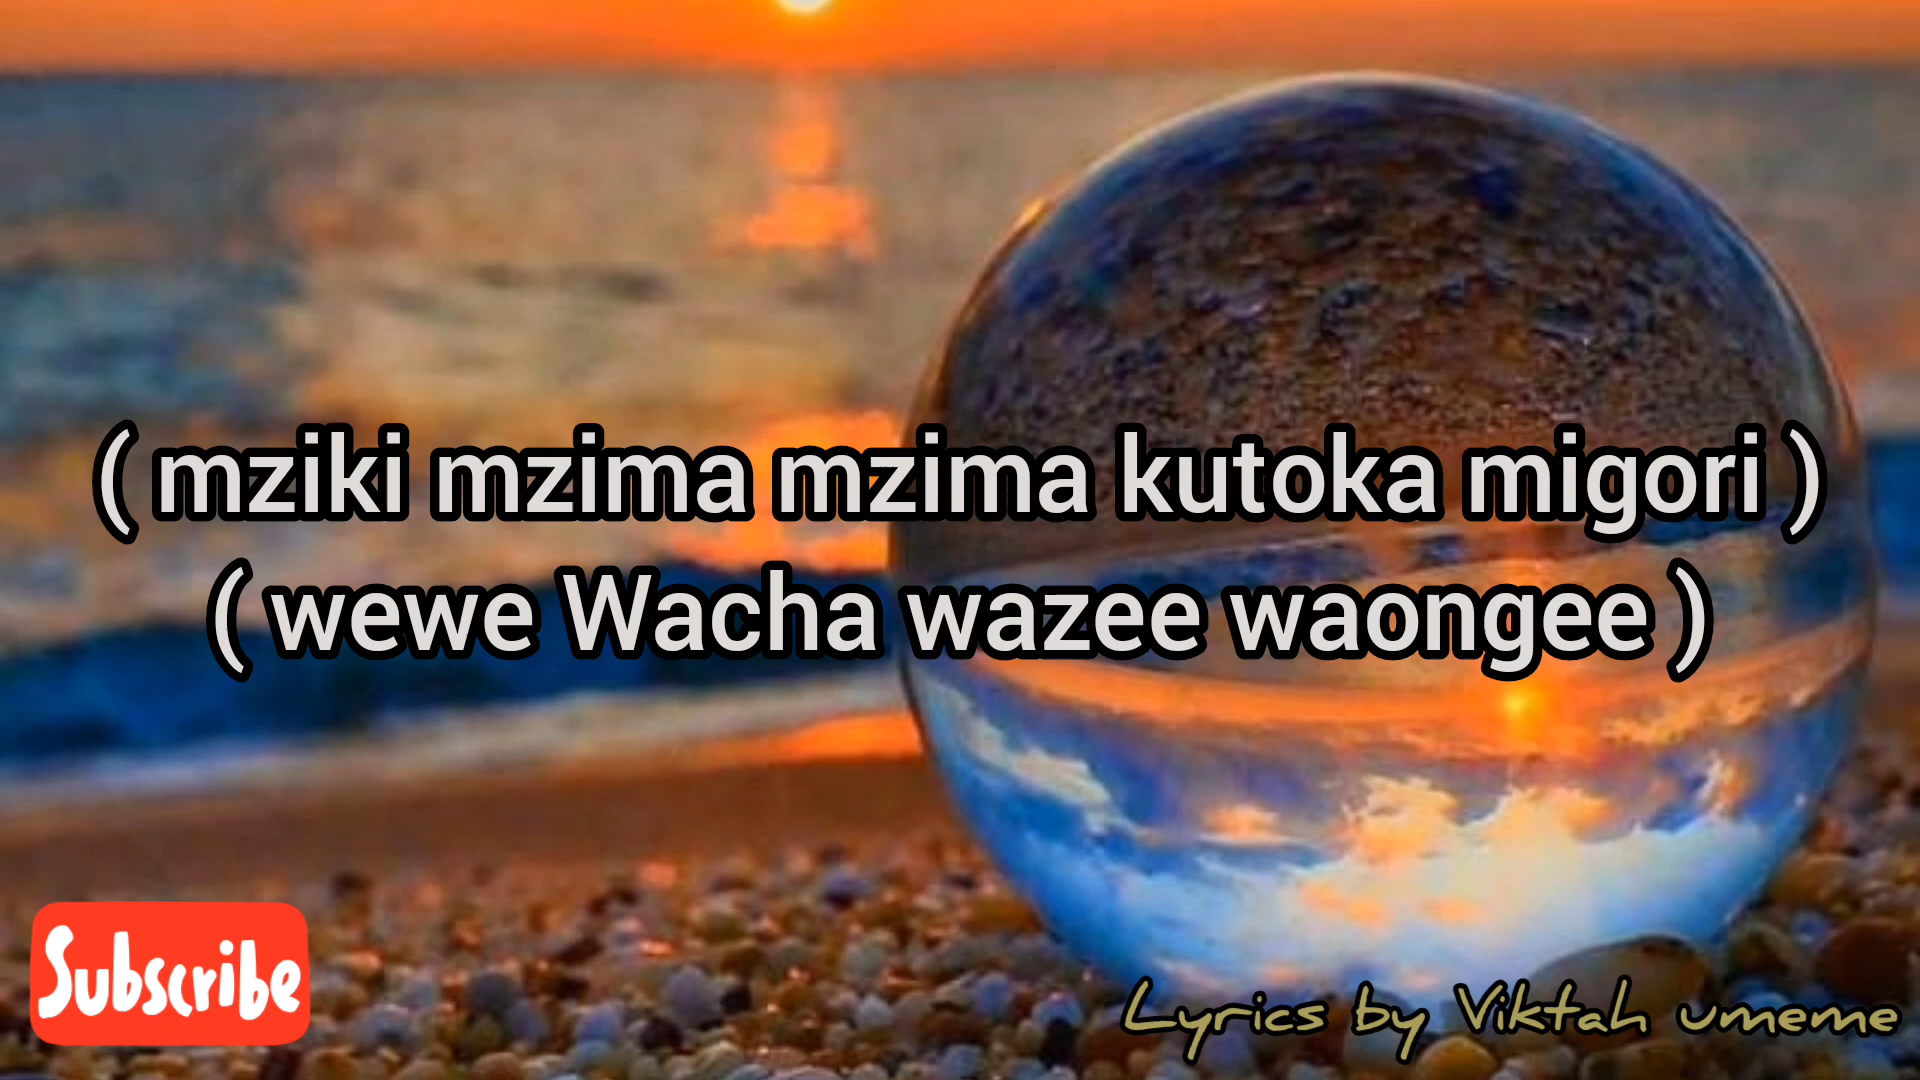 ( mziki mzima mzima kutoka migori )
( wewe Wacha wazee waongee )
Subscribe
Lyrics by Viktah umeme